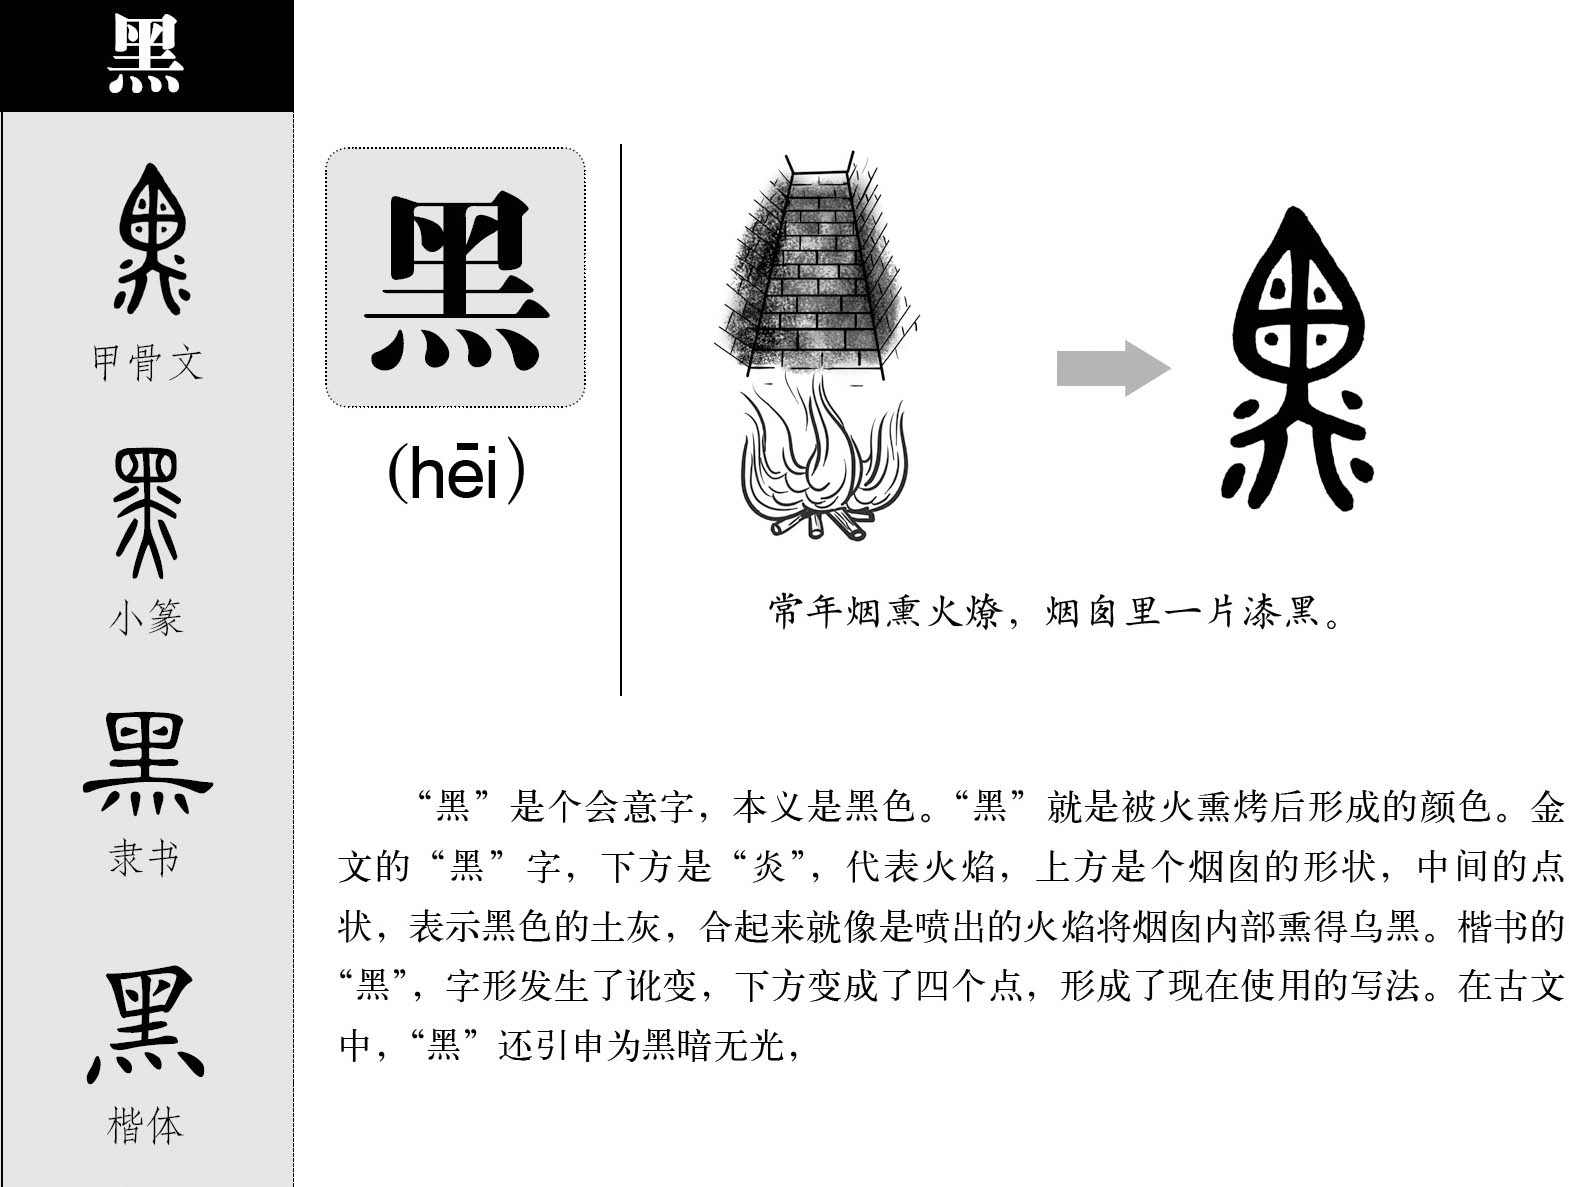 黑
甲骨文
小篆
隶书
楷体
黑
(hēi)
常年烟熏火燎，烟囱里一片漆黑。
“黑”是个会意字，本义是黑色。“黑”就是被火熏烤后形成的颜色。金
文的“黑”字，下方是“炎”，代表火焰，上方是个烟囱的形状，中间的点
状，表示黑色的土灰，合起来就像是喷出的火焰将烟囱内部熏得乌黑。楷书的
“黑”，字形发生了讹变，下方变成了四个点，形成了现在使用的写法。在古文
中，“黑”还引申为黑暗无光，